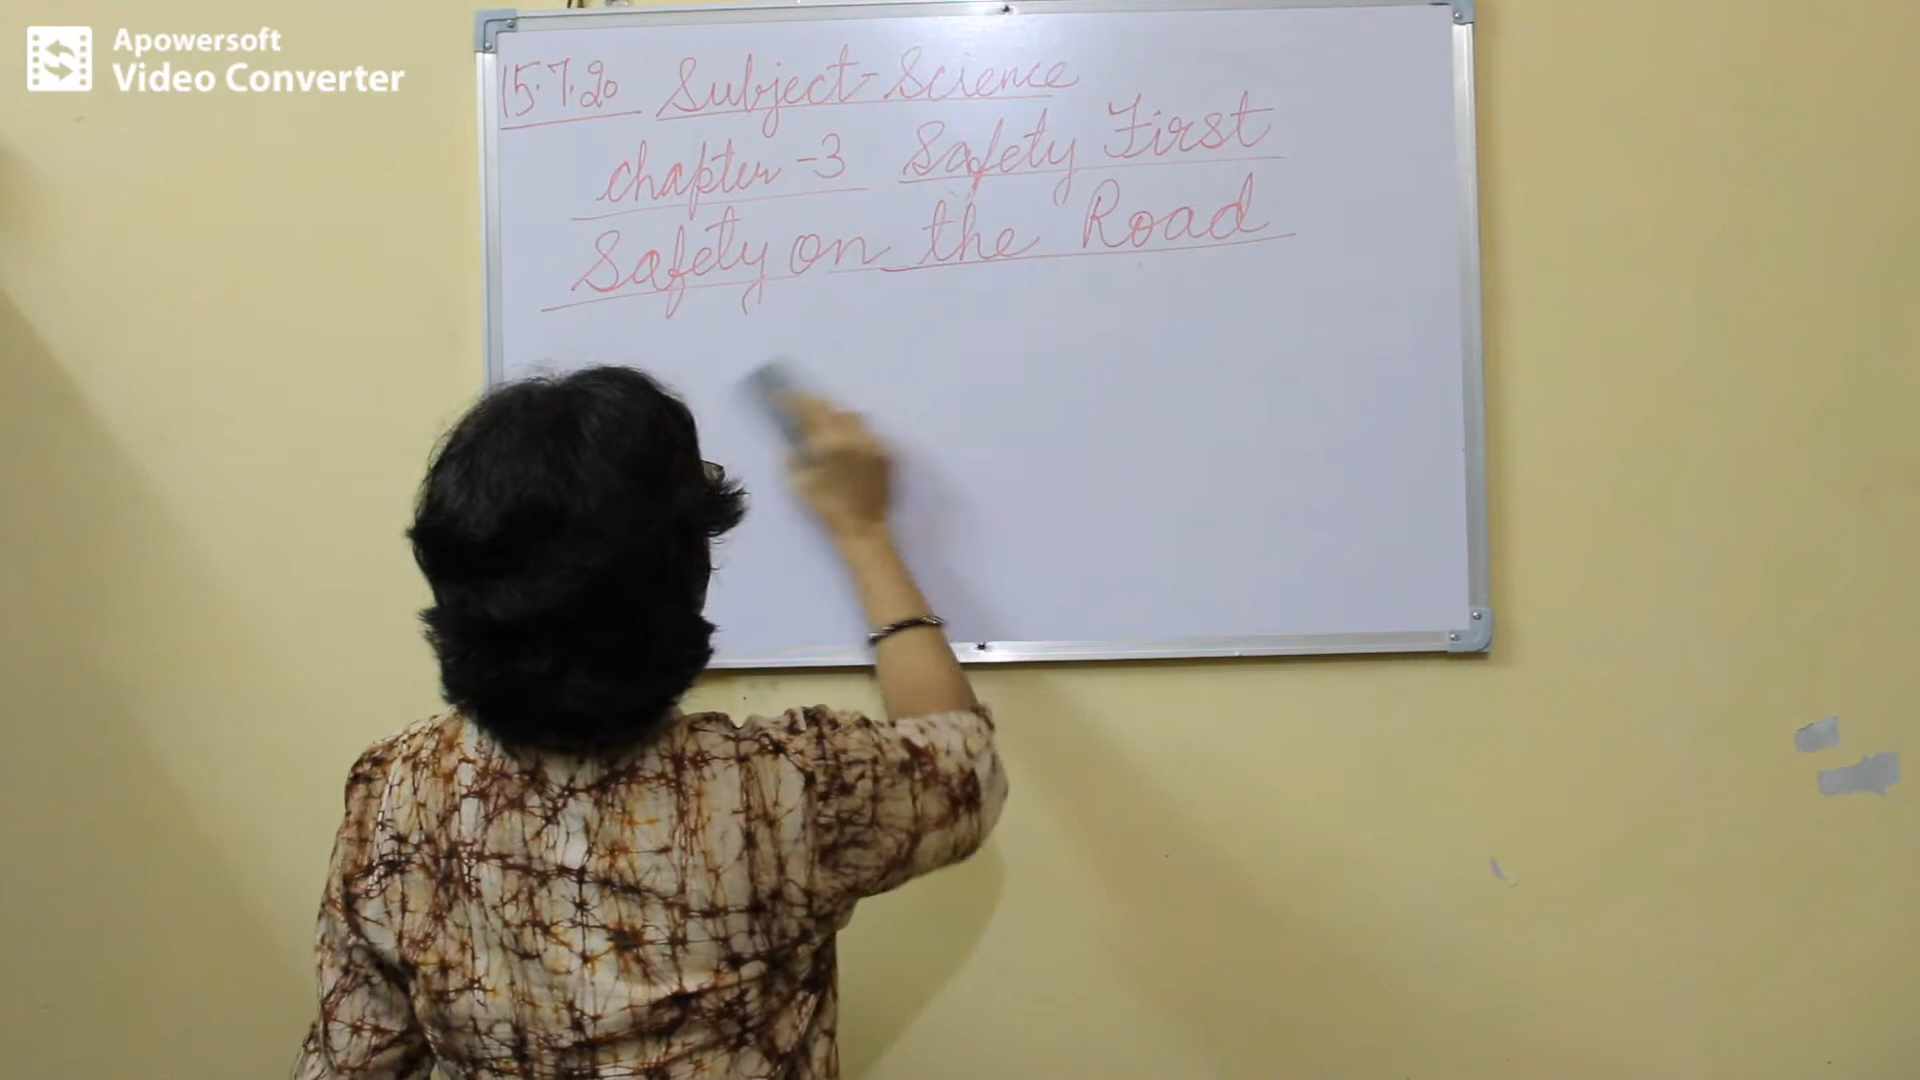 Apowersoft
Video Converter
15.7.20 Subject-Science
chapter-3 Safety First
Safety on the Road